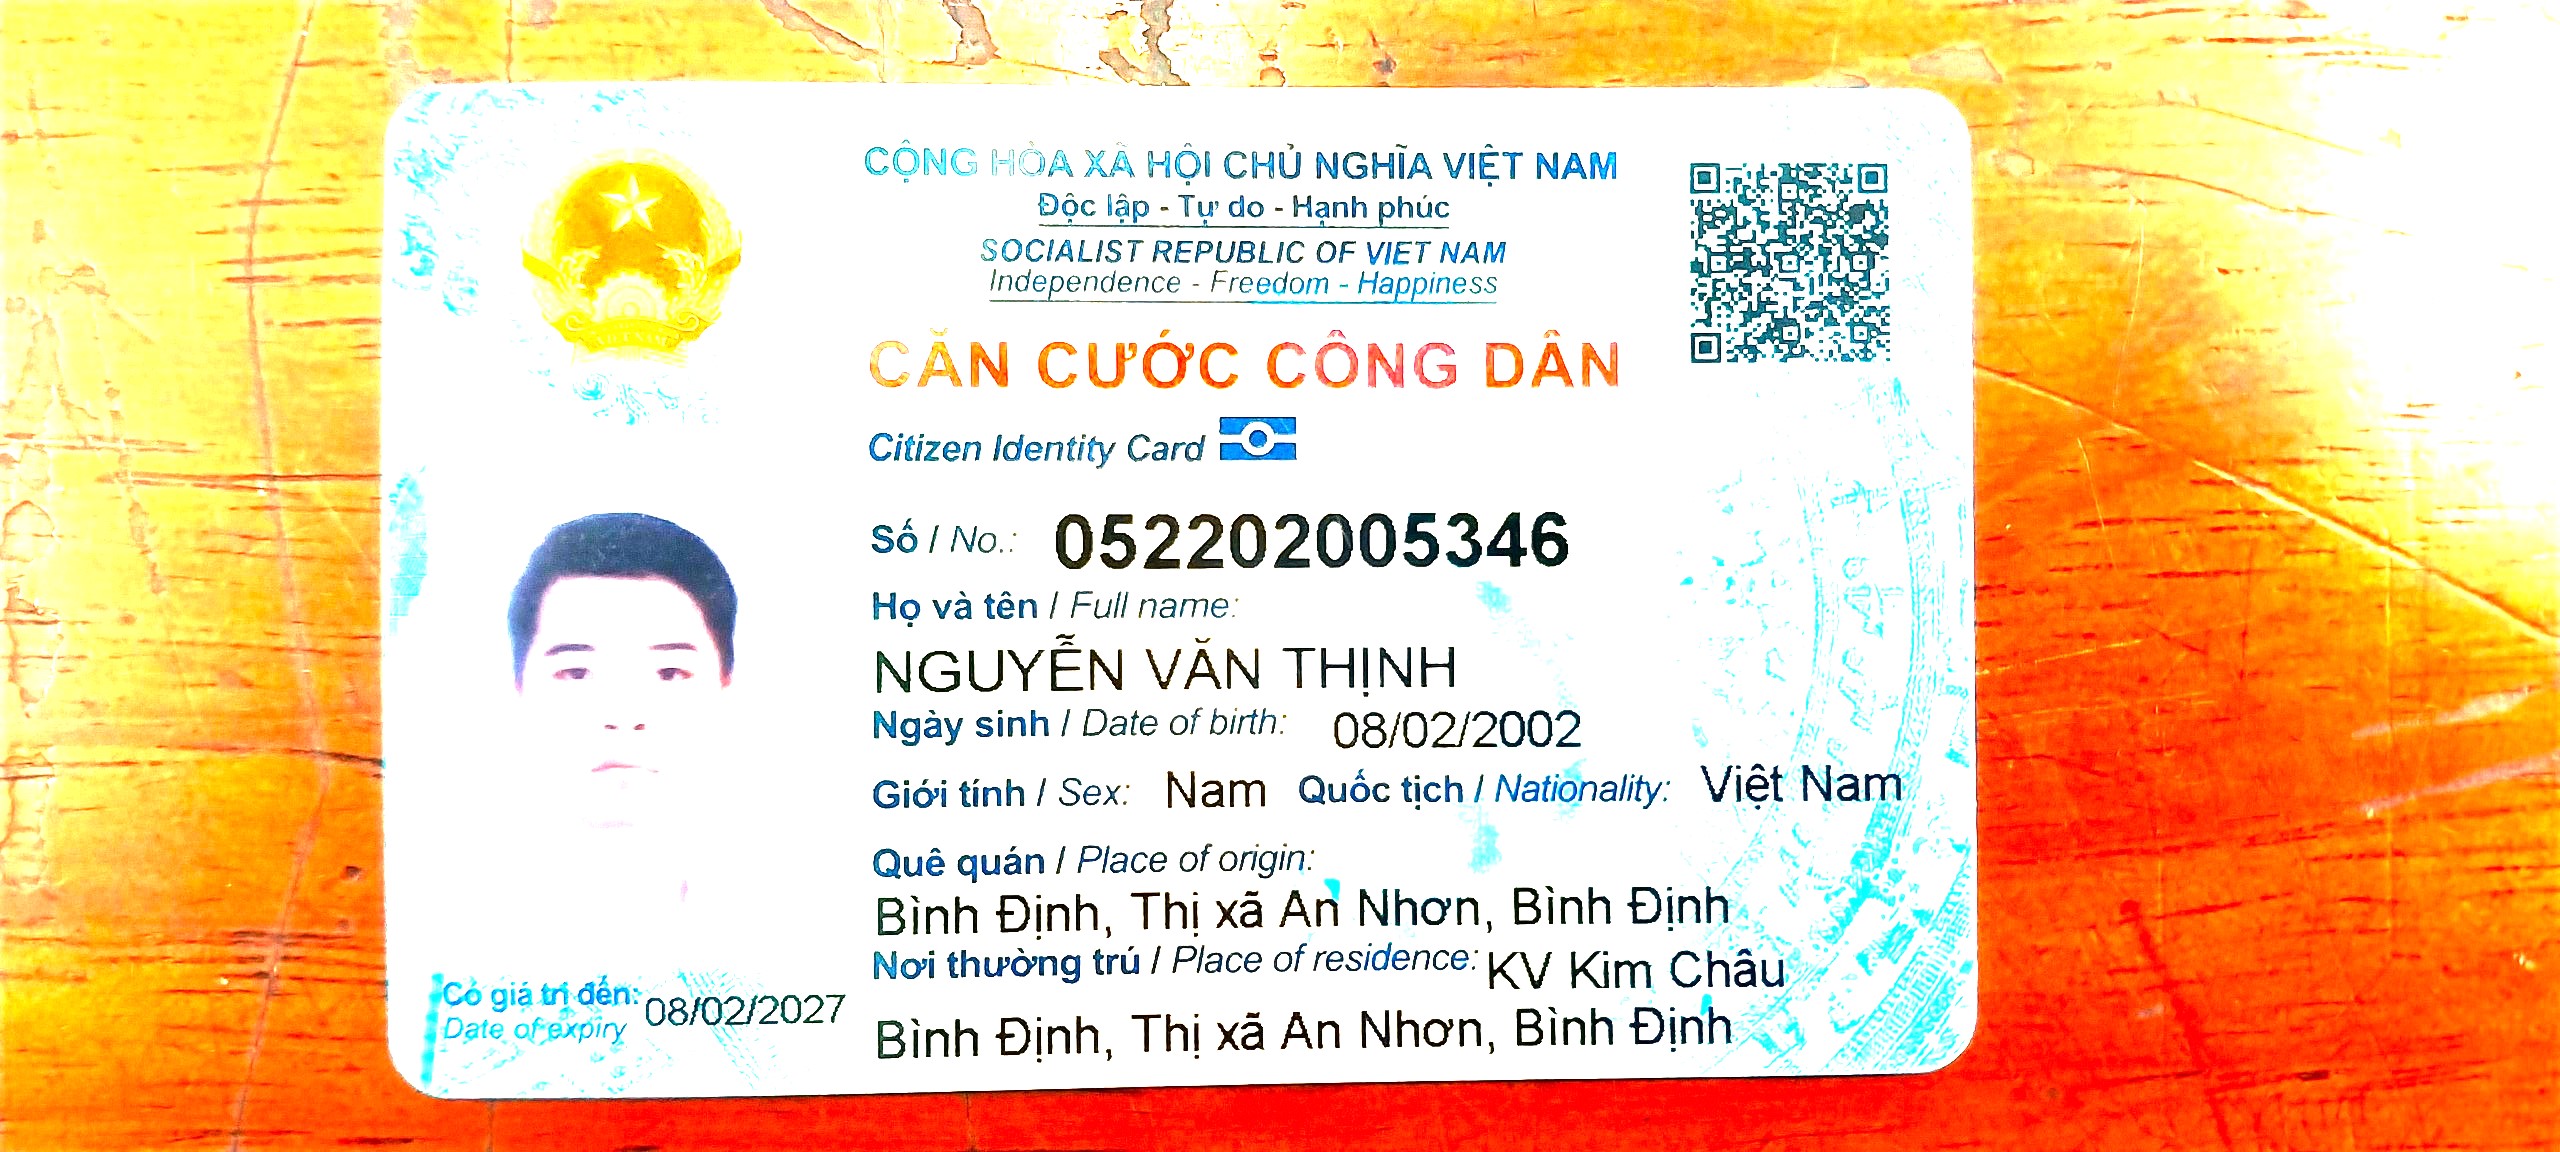 CỘNG HÒA XÃ HỘI CHỦ NGHĨA VIỆT NAM
Độc lập - Tự do - Hạnh phúc
SOCIALIST REPUBLIC OF VIET NAM
Independence - Freedom - Happiness
CĂN CƯỚC CÔNG DÂN
Citizen Identity Card
Số / No.: 052202005346
Họ và tên / Full name:
NGUYỄN VĂN THỊNH
Ngày sinh / Date of birth: 08/02/2002
Giới tính / Sex: Nam Quốc tịch / Nationality: Việt Nam
Quê quán / Place of origin:
Bình Định, Thị xã An Nhơn, Bình Định
Nơi thường trú / Place of residence: KV Kim Châu
Bình Định, Thị xã An Nhơn, Bình Định
Có giá trị đến: 08/02/2027
Date of expiry